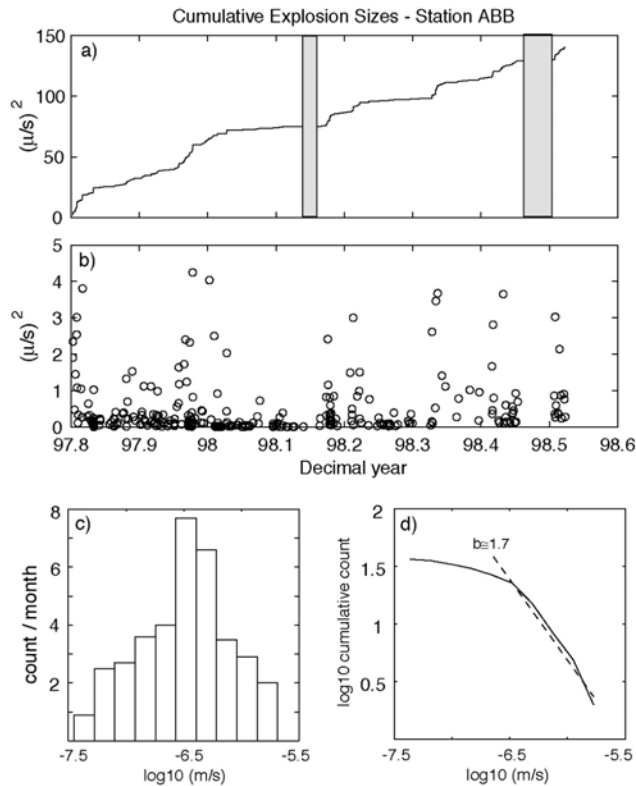 Cumulative Explosion Sizes - Station ABB
a)
150
100
50
0
(μ/s)²
b)
5
4
3
2
1
0
(μ/s)²
97.8 97.9 98 98.1 98.2 98.3 98.4 98.5 98.6
Decimal year
c)
8
6
4
2
count / month
-7.5 -6.5 -5.5
log10 (m/s)
d)
b≅1.7
2
1.5
1
0.5
log10 cumulative count
-7.5 -6.5 -5.5
log10 (m/s)